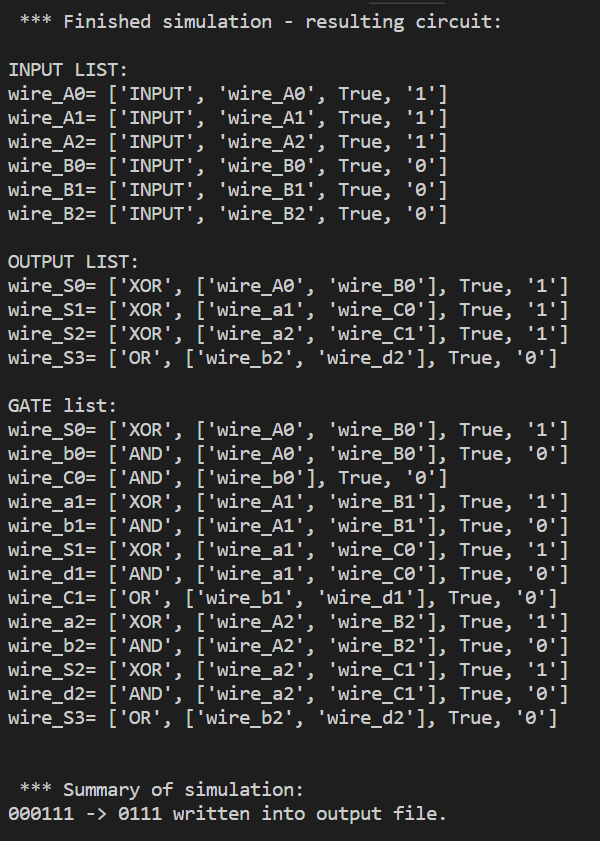 *** Finished simulation - resulting circuit:
INPUT LIST:
wire_A0= ['INPUT', 'wire_A0', True, '1']
wire_A1= ['INPUT', 'wire_A1', True, '1']
wire_A2= ['INPUT', 'wire_A2', True, '1']
wire_B0= ['INPUT', 'wire_B0', True, '0']
wire_B1= ['INPUT', 'wire_B1', True, '0']
wire_B2= ['INPUT', 'wire_B2', True, '0']
OUTPUT LIST:
wire_S0= ['XOR', ['wire_A0', 'wire_B0'], True, '1']
wire_S1= ['XOR', ['wire_a1', 'wire_C0'], True, '1']
wire_S2= ['XOR', ['wire_a2', 'wire_C1'], True, '1']
wire_S3= ['OR', ['wire_b2', 'wire_d2'], True, '0']
GATE list:
wire_S0= ['XOR', ['wire_A0', 'wire_B0'], True, '1']
wire_b0= ['AND', ['wire_A0', 'wire_B0'], True, '0']
wire_C0= ['AND', ['wire_b0'], True, '0']
wire_a1= ['XOR', ['wire_A1', 'wire_B1'], True, '1']
wire_b1= ['AND', ['wire_A1', 'wire_B1'], True, '0']
wire_S1= ['XOR', ['wire_a1', 'wire_C0'], True, '1']
wire_d1= ['AND', ['wire_a1', 'wire_C0'], True, '0']
wire_C1= ['OR', ['wire_b1', 'wire_d1'], True, '0']
wire_a2= ['XOR', ['wire_A2', 'wire_B2'], True, '1']
wire_b2= ['AND', ['wire_A2', 'wire_B2'], True, '0']
wire_S2= ['XOR', ['wire_a2', 'wire_C1'], True, '1']
wire_d2= ['AND', ['wire_a2', 'wire_C1'], True, '0']
wire_S3= ['OR', ['wire_b2', 'wire_d2'], True, '0']
*** Summary of simulation:
000111 -> 0111 written into output file.